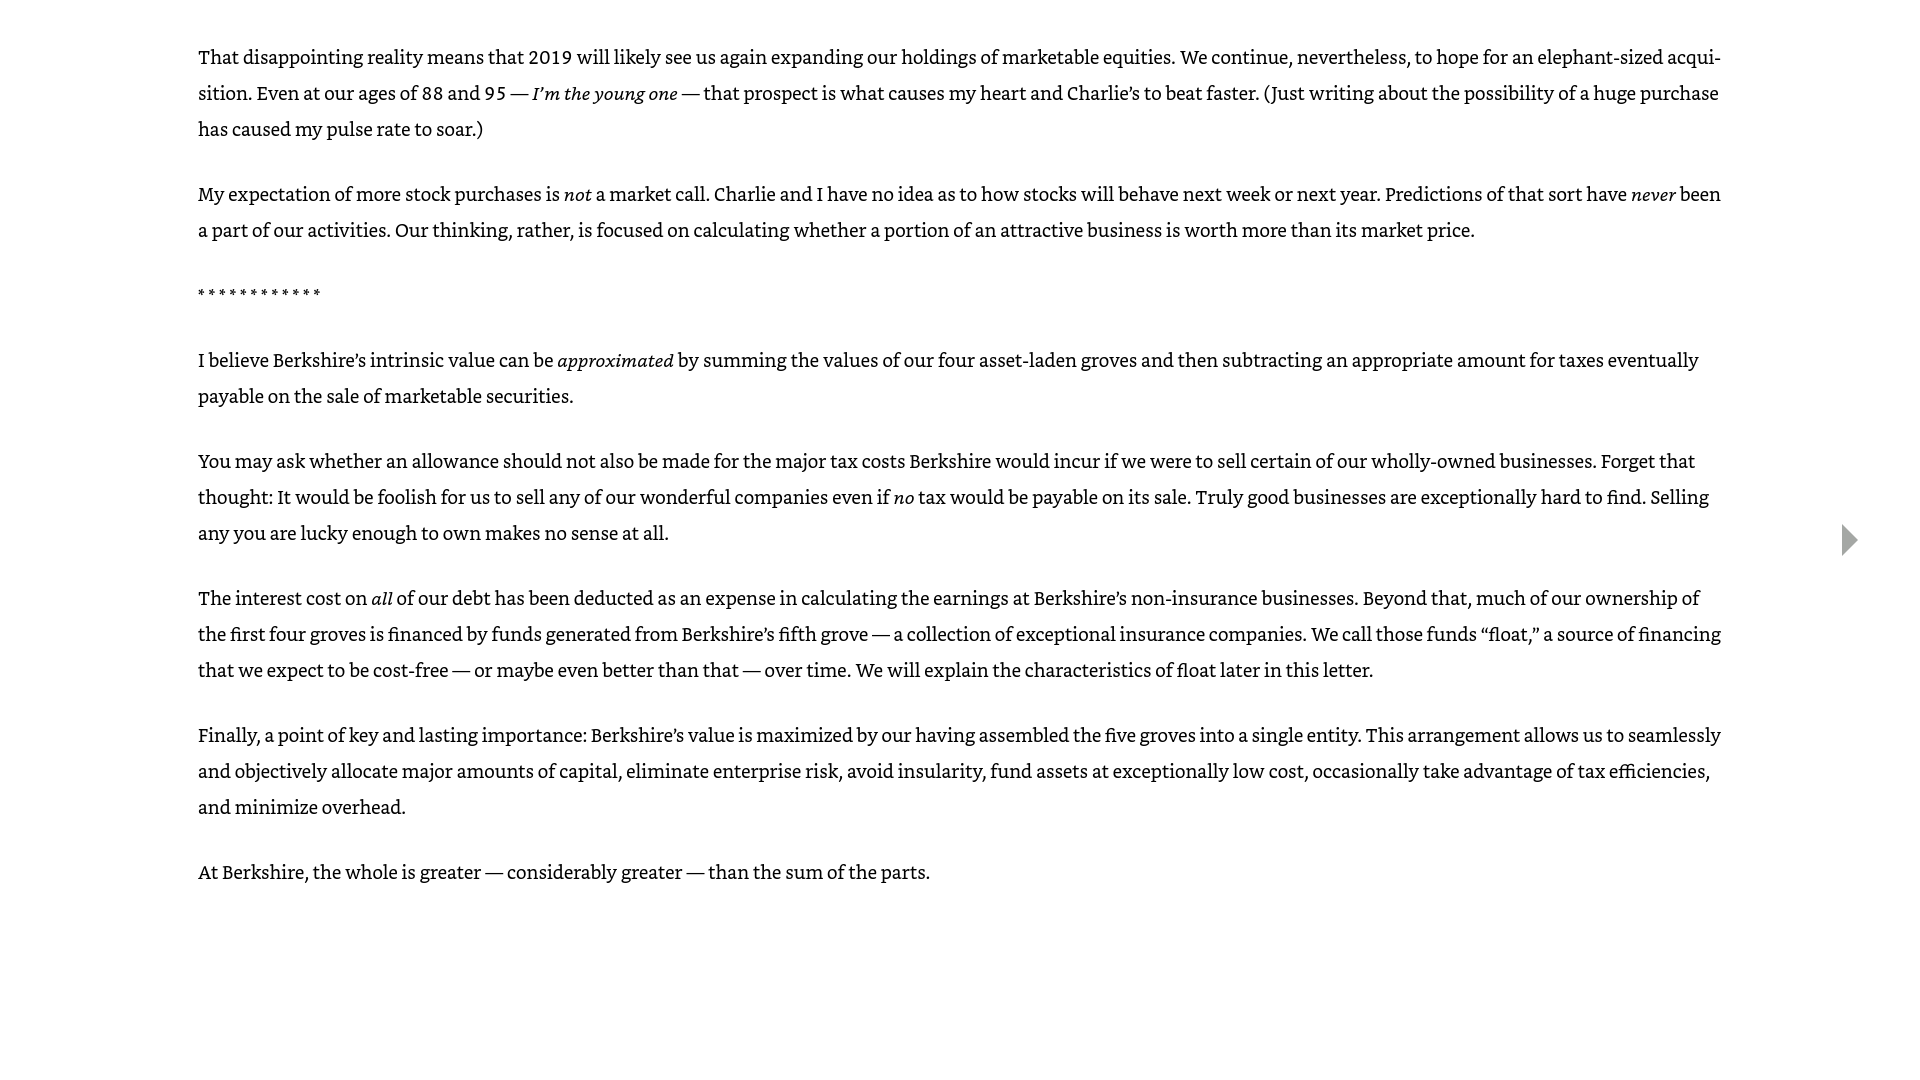 That disappointing reality means that 2019 will likely see us again expanding our holdings of marketable equities. We continue, nevertheless, to hope for an elephant-sized acqui-
sition. Even at our ages of 88 and 95 — I’m the young one — that prospect is what causes my heart and Charlie’s to beat faster. (Just writing about the possibility of a huge purchase
has caused my pulse rate to soar.)
My expectation of more stock purchases is not a market call. Charlie and I have no idea as to how stocks will behave next week or next year. Predictions of that sort have never been
a part of our activities. Our thinking, rather, is focused on calculating whether a portion of an attractive business is worth more than its market price.
* * * * * * * * * * * *
I believe Berkshire’s intrinsic value can be approximated by summing the values of our four asset-laden groves and then subtracting an appropriate amount for taxes eventually
payable on the sale of marketable securities.
You may ask whether an allowance should not also be made for the major tax costs Berkshire would incur if we were to sell certain of our wholly-owned businesses. Forget that
thought: It would be foolish for us to sell any of our wonderful companies even if no tax would be payable on its sale. Truly good businesses are exceptionally hard to find. Selling
any you are lucky enough to own makes no sense at all.
The interest cost on all of our debt has been deducted as an expense in calculating the earnings at Berkshire’s non-insurance businesses. Beyond that, much of our ownership of
the first four groves is financed by funds generated from Berkshire’s fifth grove — a collection of exceptional insurance companies. We call those funds “float,” a source of financing
that we expect to be cost-free — or maybe even better than that — over time. We will explain the characteristics of float later in this letter.
Finally, a point of key and lasting importance: Berkshire’s value is maximized by our having assembled the five groves into a single entity. This arrangement allows us to seamlessly
and objectively allocate major amounts of capital, eliminate enterprise risk, avoid insularity, fund assets at exceptionally low cost, occasionally take advantage of tax efficiencies,
and minimize overhead.
At Berkshire, the whole is greater — considerably greater — than the sum of the parts.